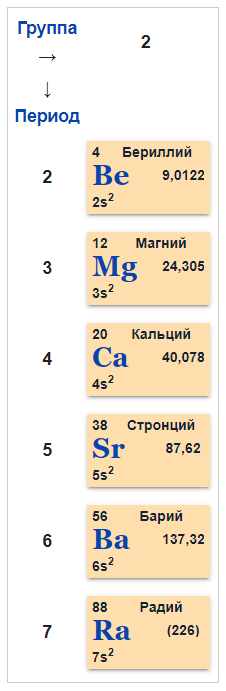 Группа 2
→
↓
Период
4 Бериллий
2 Be 9,0122
2s²
12 Магний
3 Mg 24,305
3s²
20 Кальций
4 Ca 40,078
4s²
38 Стронций
5 Sr 87,62
5s²
56 Барий
6 Ba 137,32
6s²
88 Радий
7 Ra (226)
7s²